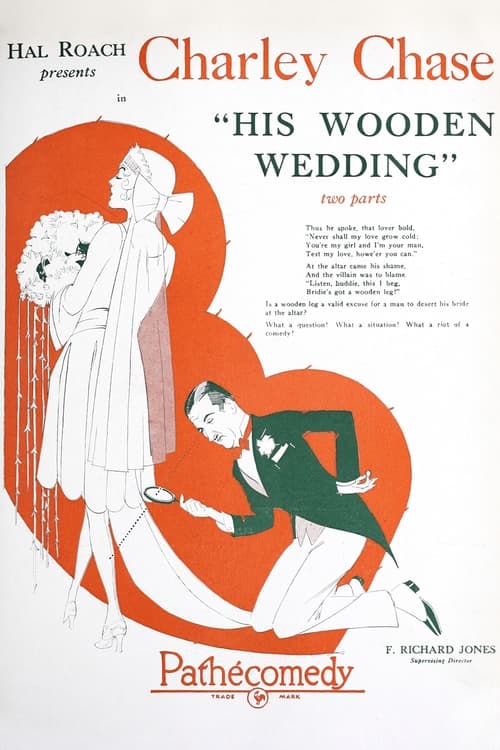 HAL ROACH
presents
Charley Chase
in
"HIS WOODEN
WEDDING"
two parts
Thus he spoke, that lover bold,
"Never shall my love grow cold;
You're my girl and I'm your man,
Test my love, howe'er you can."
At the altar came his shame,
And the villain was to blame
"Listen, buddie, this I beg,
Bridie's got a wooden leg!"
Is a wooden leg a valid excuse for a man to desert his bride
at the altar?
What a question! What a situation! What a riot of a
comedy!
F. RICHARD JONES
Supervising Director
Pathécomedy
TRADE MARK